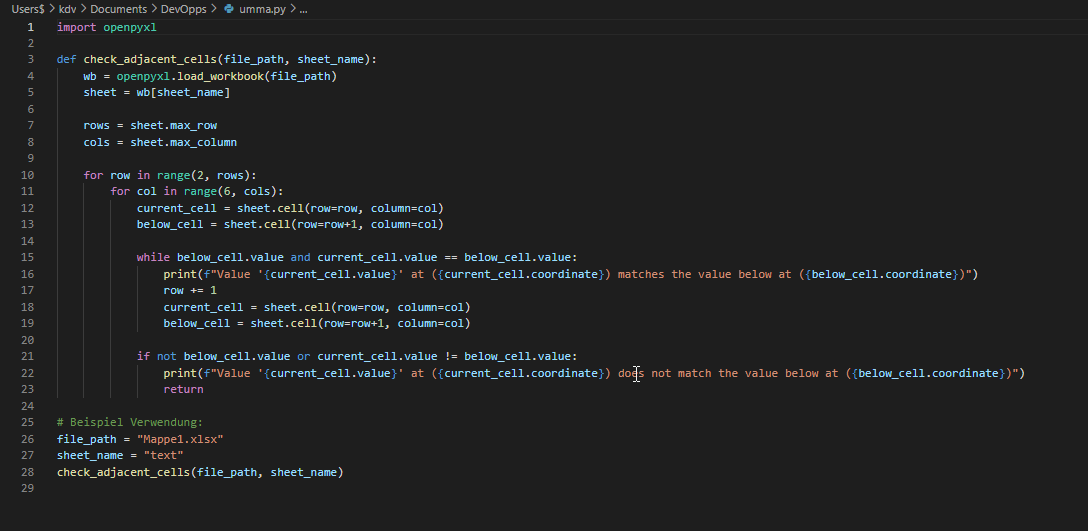 Users$ > kdv > Documents > DevOpps > umma.py > ...
1 import openpyxl
2
3 def check_adjacent_cells(file_path, sheet_name):
4     wb = openpyxl.load_workbook(file_path)
5     sheet = wb[sheet_name]
6
7     rows = sheet.max_row
8     cols = sheet.max_column
9
10     for row in range(2, rows):
11         for col in range(6, cols):
12             current_cell = sheet.cell(row=row, column=col)
13             below_cell = sheet.cell(row=row+1, column=col)
14
15             while below_cell.value and current_cell.value == below_cell.value:
16                 print(f"Value '{current_cell.value}' at ({current_cell.coordinate}) matches the value below at ({below_cell.coordinate})")
17                 row += 1
18                 current_cell = sheet.cell(row=row, column=col)
19                 below_cell = sheet.cell(row=row+1, column=col)
20
21             if not below_cell.value or current_cell.value != below_cell.value:
22                 print(f"Value '{current_cell.value}' at ({current_cell.coordinate}) does not match the value below at ({below_cell.coordinate})")
23                 return
24
25 # Beispiel Verwendung:
26 file_path = "Mappe1.xlsx"
27 sheet_name = "text"
28 check_adjacent_cells(file_path, sheet_name)
29